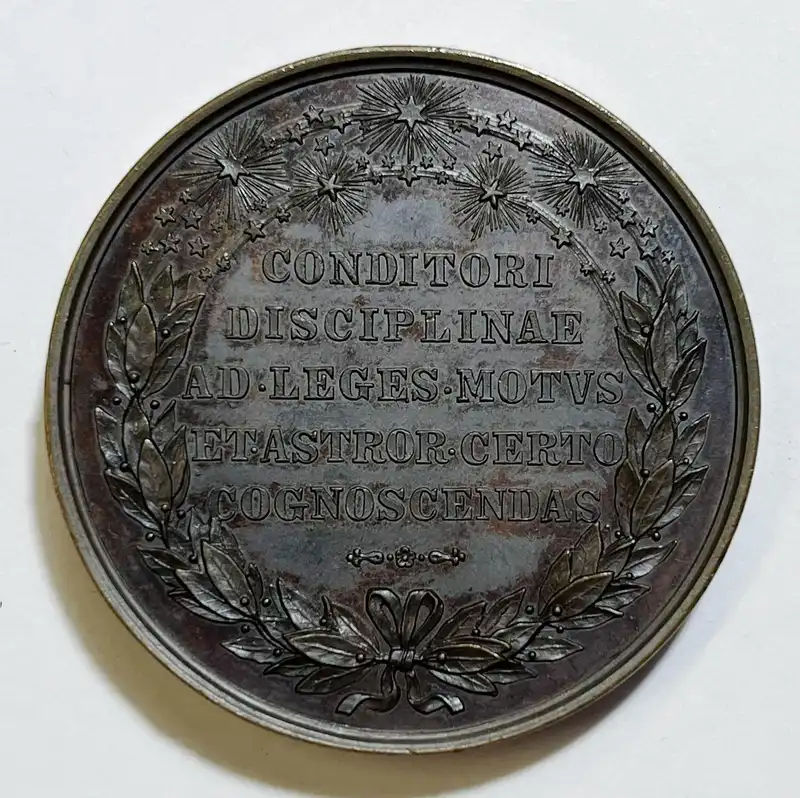 CONDITORI
DISCIPLINAE
AD·LEGES·MOTVS
ET·ASTROR·CERTO
COGNOSCENDAS